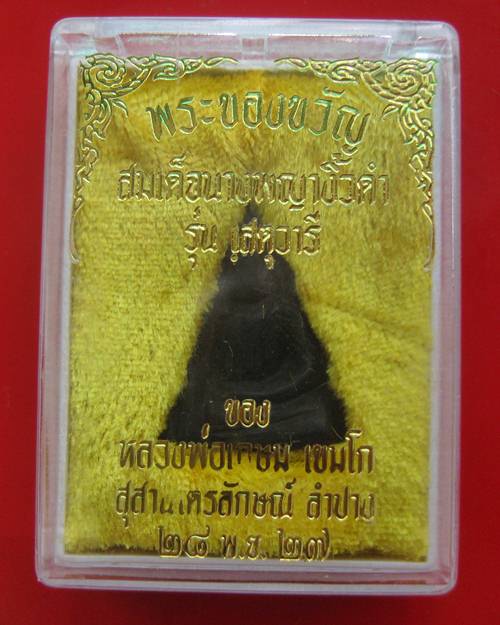 พระของขวัญ
สมเด็จนางพญางิ้วดำ
รุ่น เสตุวารี
ของ
หลวงพ่อเกษม เขมโก
สุสานไตรลักษณ์ ลำปาง
๒๘ พ.ย. ๒๗